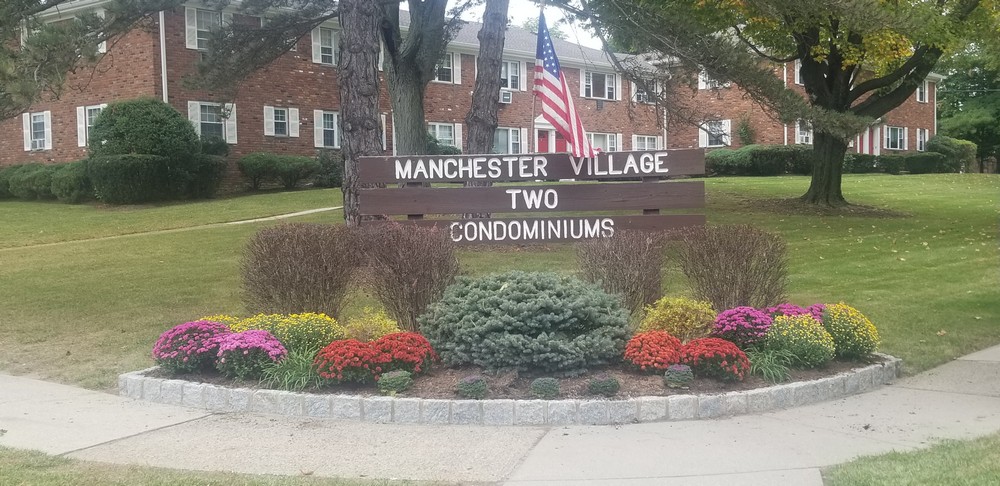 MANCHESTER VILLAGE
TWO
CONDOMINIUMS